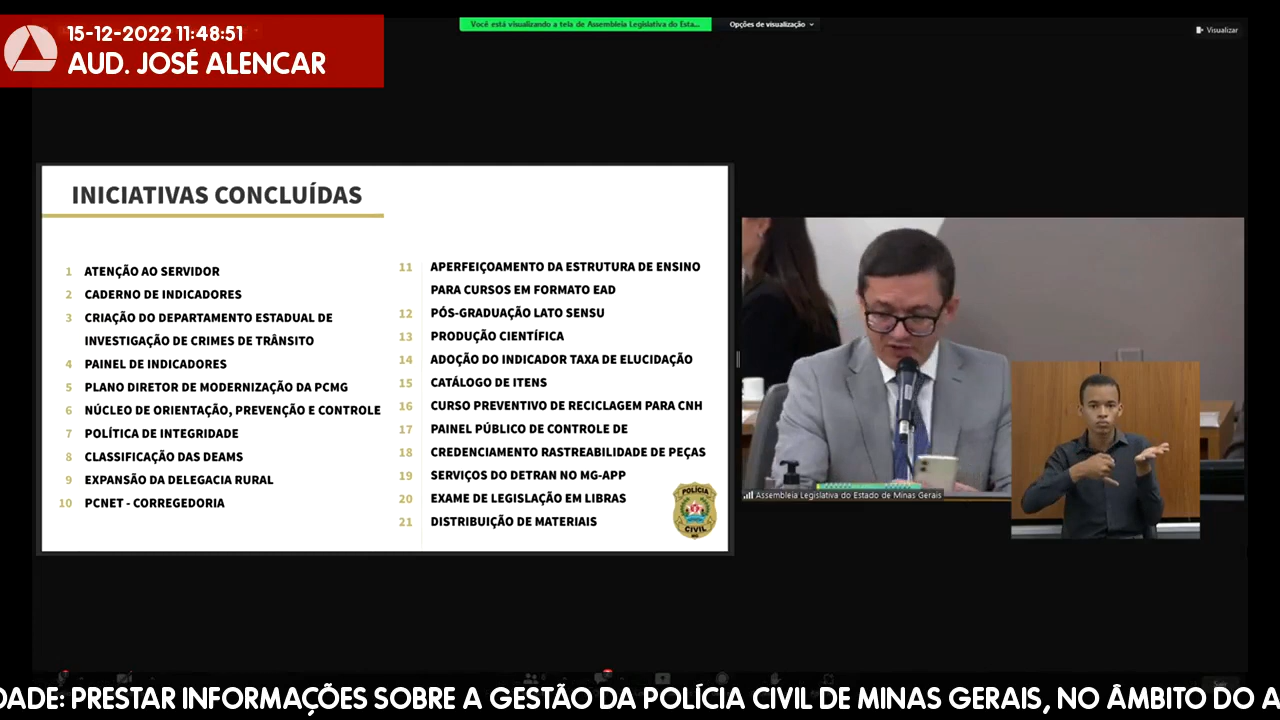 15-12-2022 11:48:51
AUD. JOSÉ ALENCAR
Você está visualizando a tela de Assembleia Legislativa do Esta...
Opções de visualização
Visualizar
INICIATIVAS CONCLUÍDAS
1 ATENÇÃO AO SERVIDOR
2 CADERNO DE INDICADORES
3 CRIAÇÃO DO DEPARTAMENTO ESTADUAL DE
INVESTIGAÇÃO DE CRIMES DE TRÂNSITO
4 PAINEL DE INDICADORES
5 PLANO DIRETOR DE MODERNIZAÇÃO DA PCMG
6 NÚCLEO DE ORIENTAÇÃO, PREVENÇÃO E CONTROLE
7 POLÍTICA DE INTEGRIDADE
8 CLASSIFICAÇÃO DAS DEAMS
9 EXPANSÃO DA DELEGACIA RURAL
10 PCNET - CORREGEDORIA
11 APERFEIÇOAMENTO DA ESTRUTURA DE ENSINO
PARA CURSOS EM FORMATO EAD
12 PÓS-GRADUAÇÃO LATO SENSU
13 PRODUÇÃO CIENTÍFICA
14 ADOÇÃO DO INDICADOR TAXA DE ELUCIDAÇÃO
15 CATÁLOGO DE ITENS
16 CURSO PREVENTIVO DE RECICLAGEM PARA CNH
17 PAINEL PÚBLICO DE CONTROLE DE
18 CREDENCIAMENTO RASTREABILIDADE DE PEÇAS
19 SERVIÇOS DO DETRAN NO MG-APP
20 EXAME DE LEGISLAÇÃO EM LIBRAS
21 DISTRIBUIÇÃO DE MATERIAIS
POLÍCIA
CIVIL
Assembleia Legislativa do Estado de Minas Gerais
DADE: PRESTAR INFORMAÇÕES SOBRE A GESTÃO DA POLÍCIA CIVIL DE MINAS GERAIS, NO ÂMBITO DO A